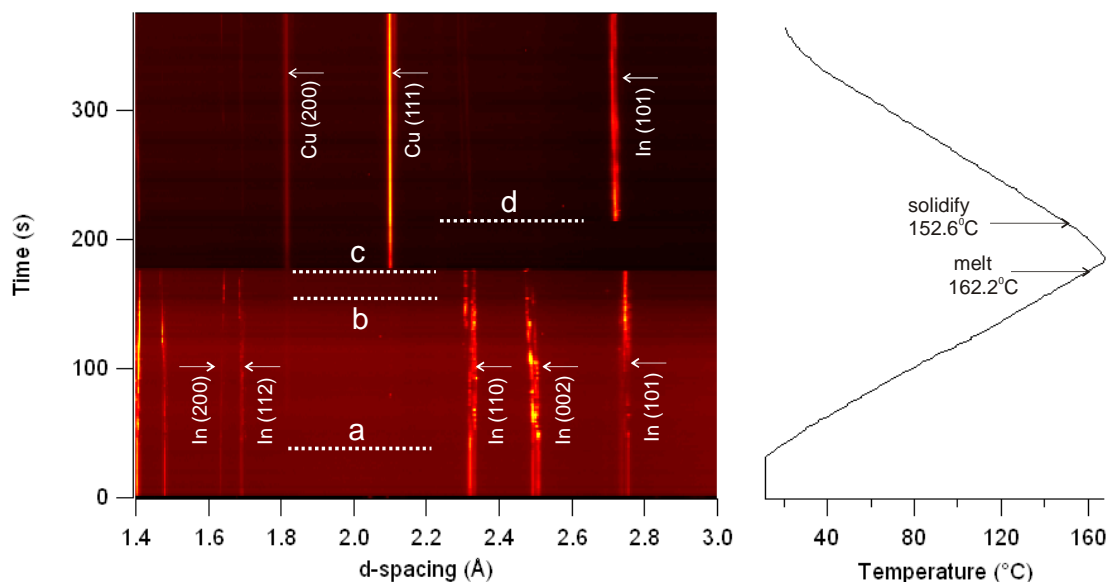 Time (s)
300
200
100
0
Cu (200)
Cu (111)
In (101)
d
c
b
a
In (200)
In (112)
In (110)
In (002)
In (101)
1.4 1.6 1.8 2.0 2.2 2.4 2.6 2.8 3.0
d-spacing (Å)
solidify
152.6⁰C
melt
162.2⁰C
40 80 120 160
Temperature (°C)